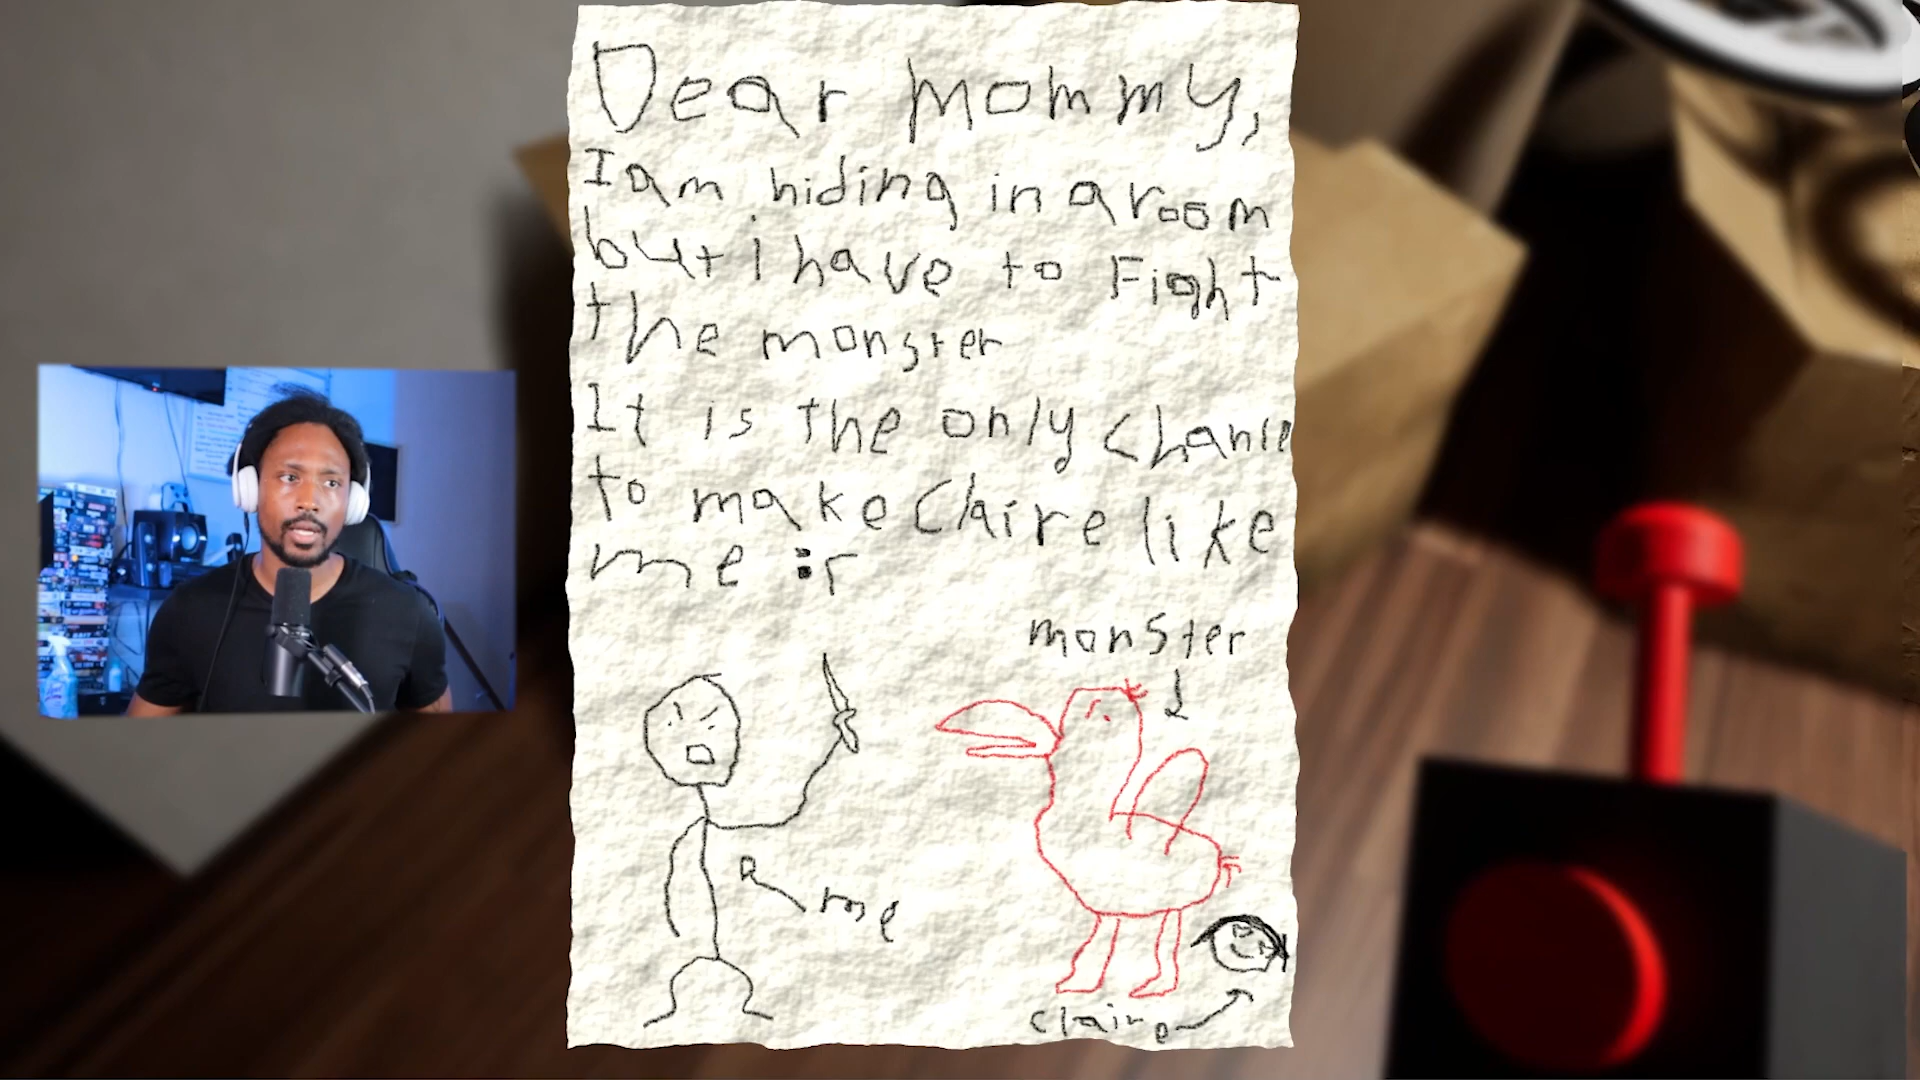 Dear mommy,
I am hiding in a room
but i have to Fight
the monster
It is the only chance
to make Claire like
me :r
monster
me
claire